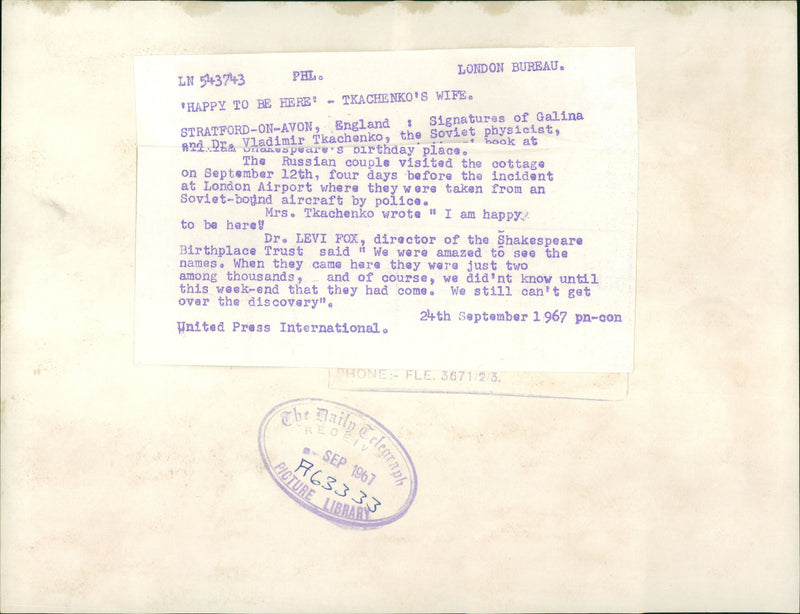 LN 543743 PHL. LONDON BUREAU.
'HAPPY TO BE HERE' - TKACHENKO'S WIFE.
STRATFORD-ON-AVON, England : Signatures of Galina
and Dr. Vladimir Tkachenko, the Soviet physicist,
book at
Shakespeare's birthday place.
The Russian couple visited the cottage
on September 12th, four days before the incident
at London Airport where they were taken from an
Soviet-bound aircraft by police.
Mrs. Tkachenko wrote " I am happy
to be here"
Dr. LEVI FOX, director of the Shakespeare
Birthplace Trust said " We were amazed to see the
names. When they came here they were just two
among thousands, and of course, we did'nt know until
this week-end that they had come. We still can't get
over the discovery".
24th September 1967 pn-con
United Press International.
PHONE:- FLE. 3671/2/3.
The Daily Telegraph
RECEIV
SEP 1967
A63333
PICTURE LIBRARY